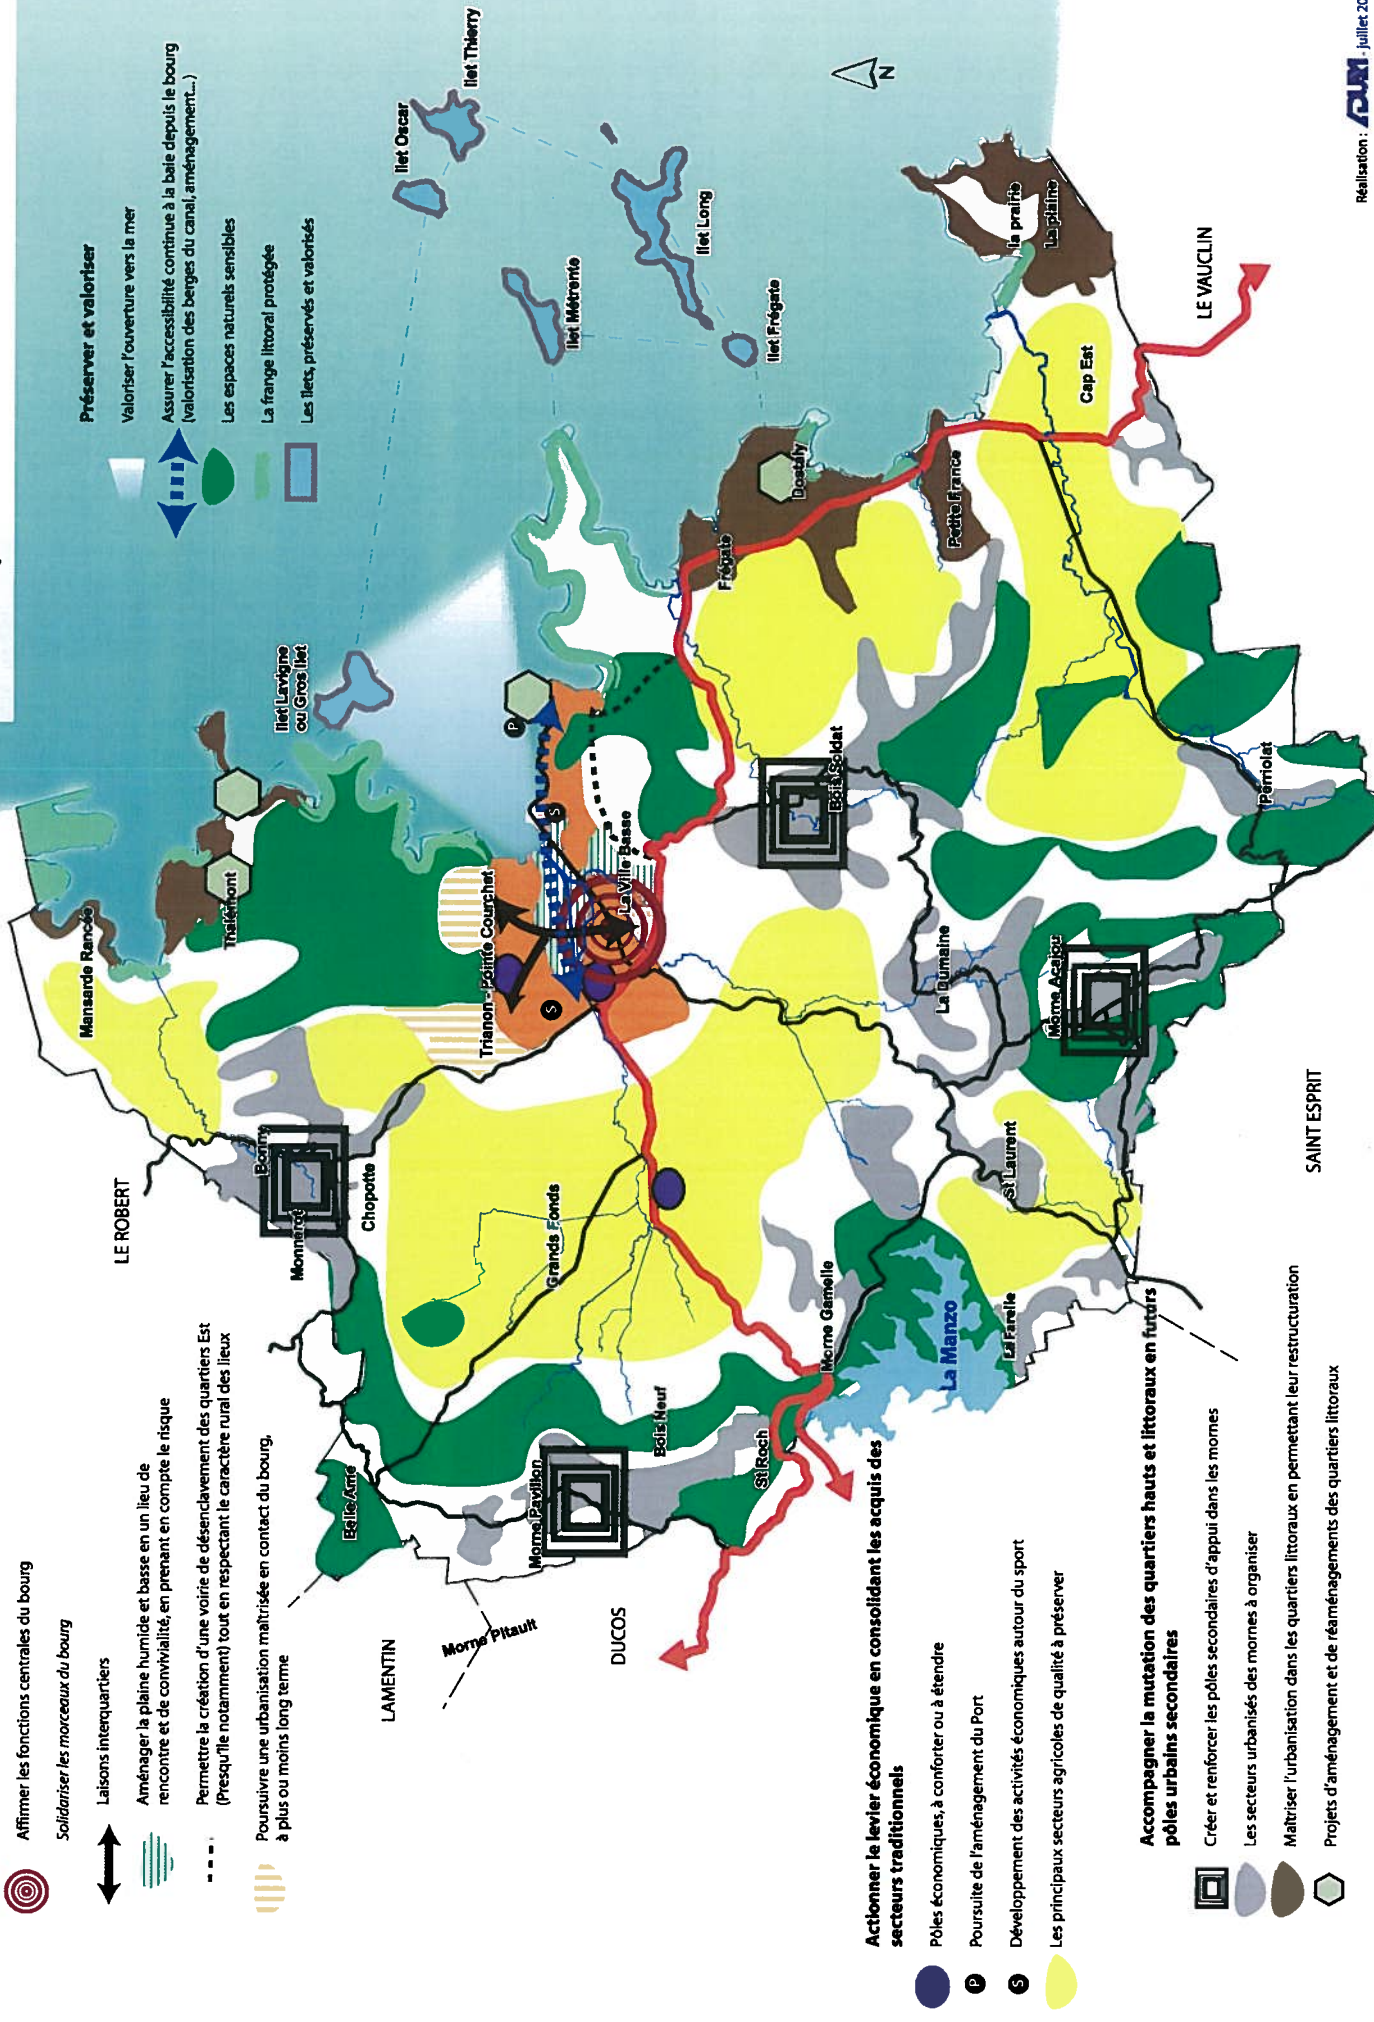 Affirmer les fonctions centrales du bourg
Solidariser les morceaux du bourg
Laisons interquartiers
Aménager la plaine humide et basse en un lieu de
rencontre et de convivialité, en prenant en compte le risque
Permettre la création d'une voirie de désenclavement des quartiers Est
(Presqu'île notamment) tout en respectant le caractère rural des lieux
Poursuivre une urbanisation maîtrisée en contact du bourg,
à plus ou moins long terme
Préserver et valoriser
Valoriser l'ouverture vers la mer
Assurer l'accessibilité continue à la baie depuis le bourg
(valorisation des berges du canal, aménagement...)
Les espaces naturels sensibles
La frange littoral protégée
Les îlets, préservés et valorisés
LE ROBERT
Mansarde Rancée
Thalémont
Ilet Lavigne
ou Gros Ilet
Ilet Oscar
Ilet Thierry
Ilet Métrente
Ilet Long
Ilet Frégate
Bonny
Monnerot
Chopotte
Trianon - Pointe Courchet
P
S
S
La Ville Basse
Belle Ame
Grands Fonds
Morne Pavillon
Bois Neuf
St Roch
Morne Gamelle
LAMENTIN
Morne Pitault
DUCOS
Frégate
Dostaly
Petite France
la prairie
La plaine
Cap Est
LE VAUCLIN
Bois Soldat
La Dumaine
Morne Acajou
Perriolat
St Laurent
La Manzo
La Farelle
SAINT ESPRIT
N
Actionner le levier économique en consolidant les acquis des
secteurs traditionnels
Pôles économiques, à conforter ou à étendre
P
Poursuite de l'aménagement du Port
S
Développement des activités économiques autour du sport
Les principaux secteurs agricoles de qualité à préserver
Accompagner la mutation des quartiers hauts et littoraux en futurs
pôles urbains secondaires
Créer et renforcer les pôles secondaires d'appui dans les mornes
Les secteurs urbanisés des mornes à organiser
Maîtriser l'urbanisation dans les quartiers littoraux en permettant leur restructuration
Projets d'aménagement et de réaménagements des quartiers littoraux
Réalisation : ADUAM - juillet 20